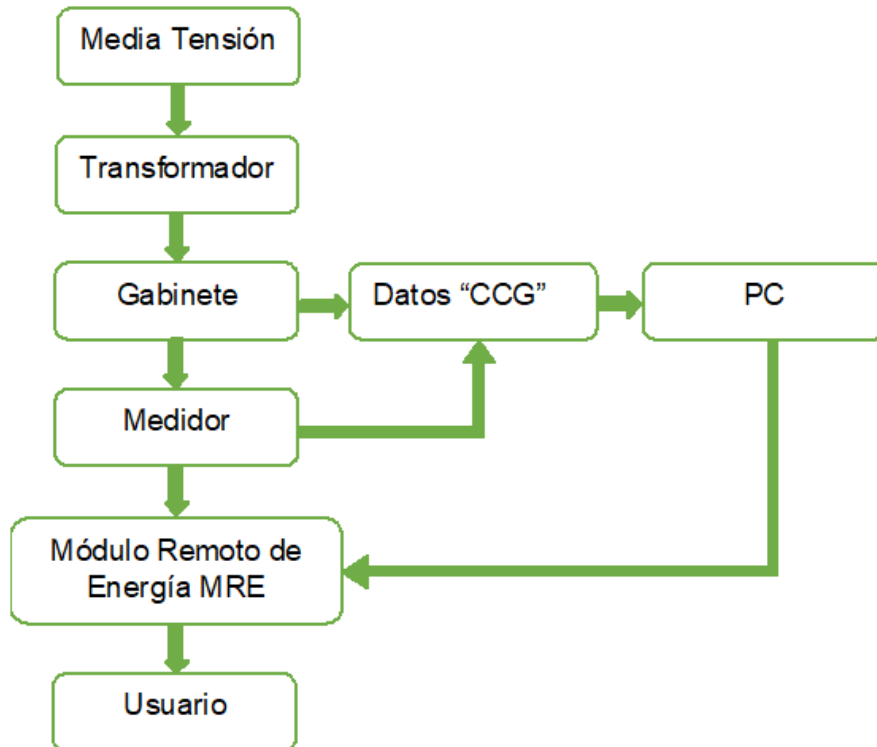 Media Tensión
Transformador
Gabinete
Datos “CCG”
PC
Medidor
Módulo Remoto de
Energía MRE
Usuario